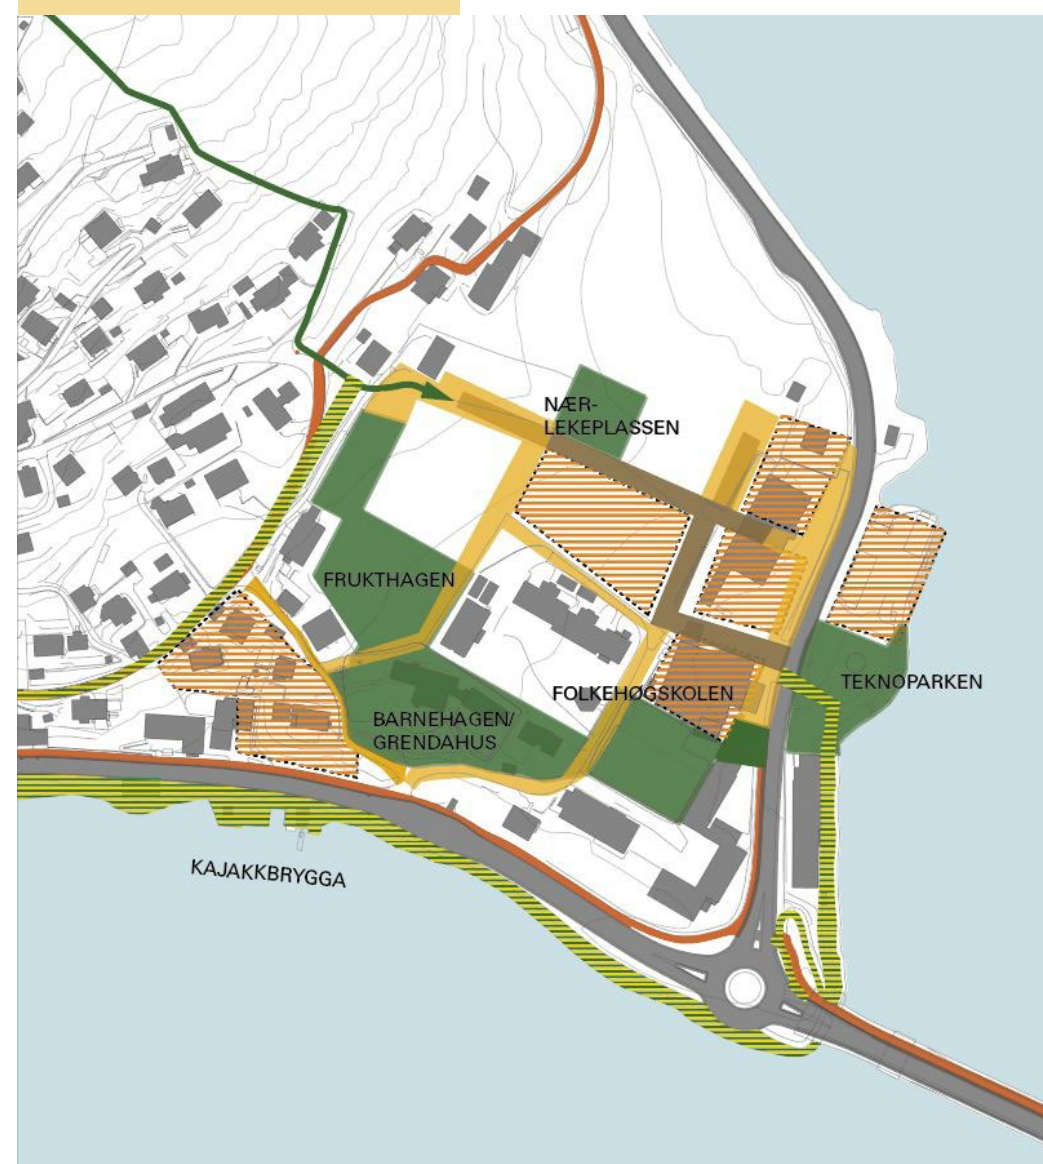 NÆR-
LEKEPLASSEN
FRUKTHAGEN
TEKNOPARKEN
FOLKEHØGSKOLEN
BARNEHAGEN/
GRENDAHUS
KAJAKKBRYGGA